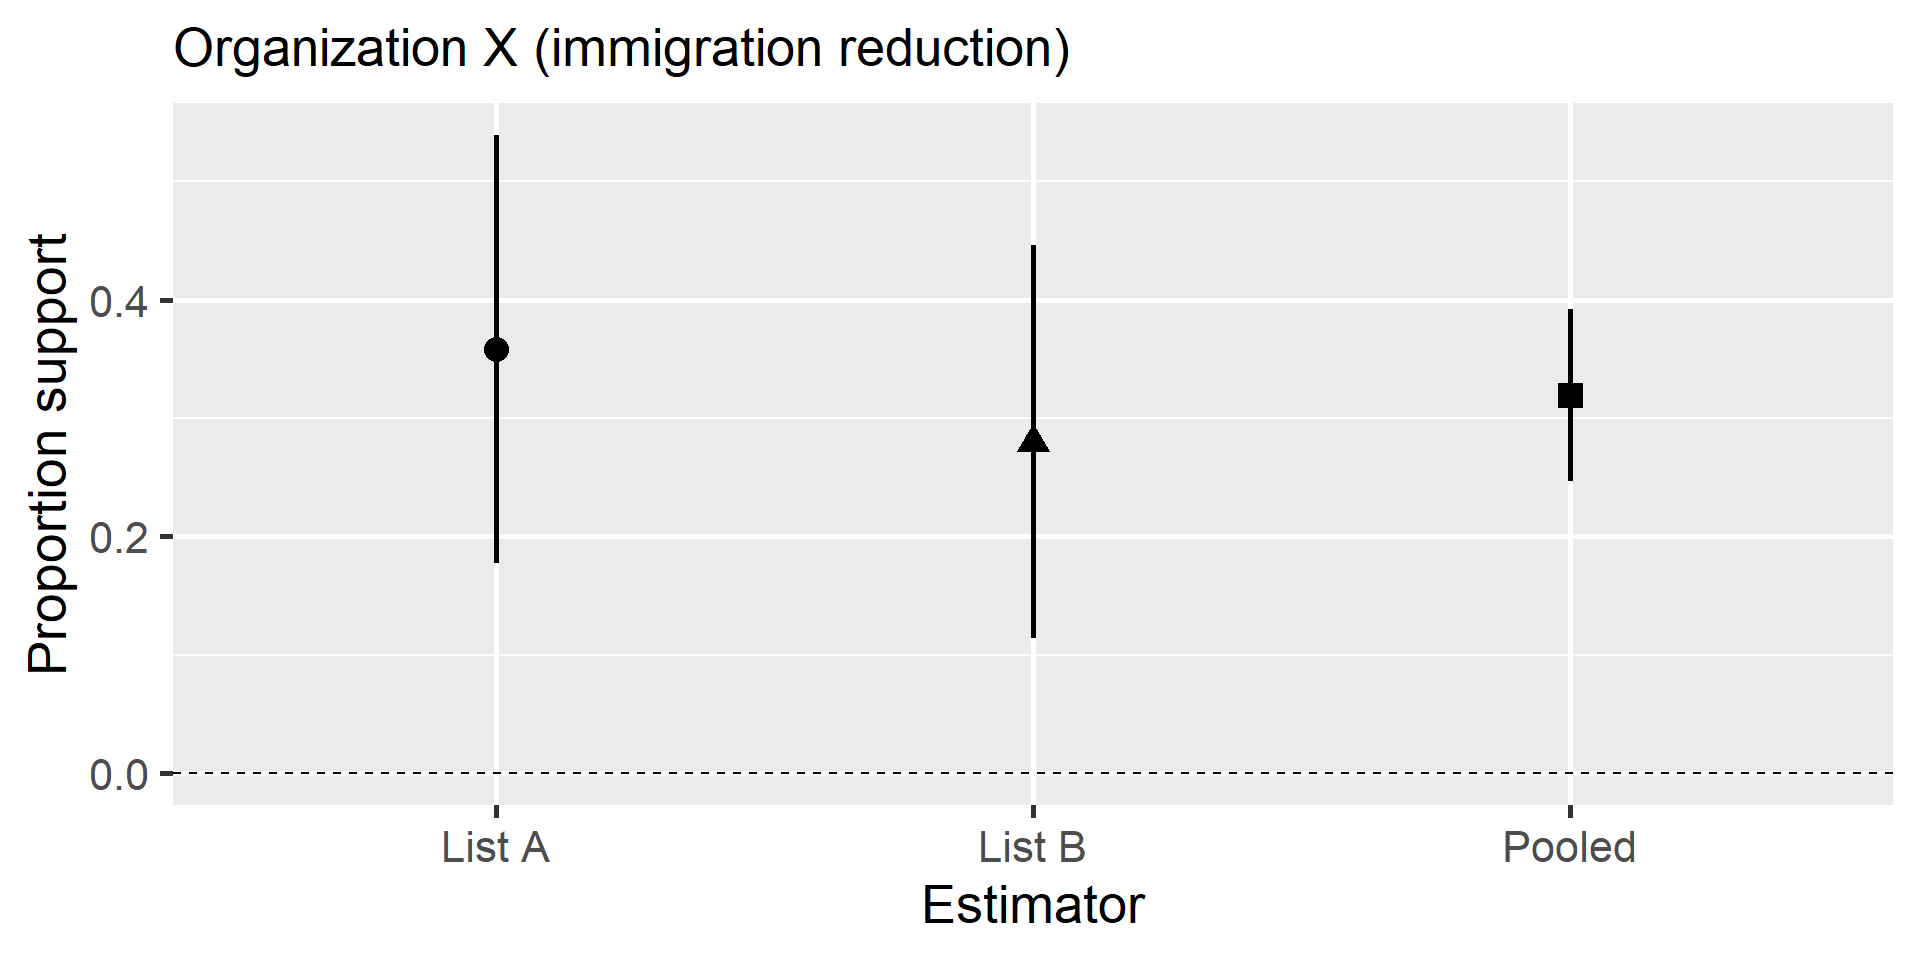 Organization X (immigration reduction)
Proportion support
0.4
0.2
0.0
List A
List B
Pooled
Estimator